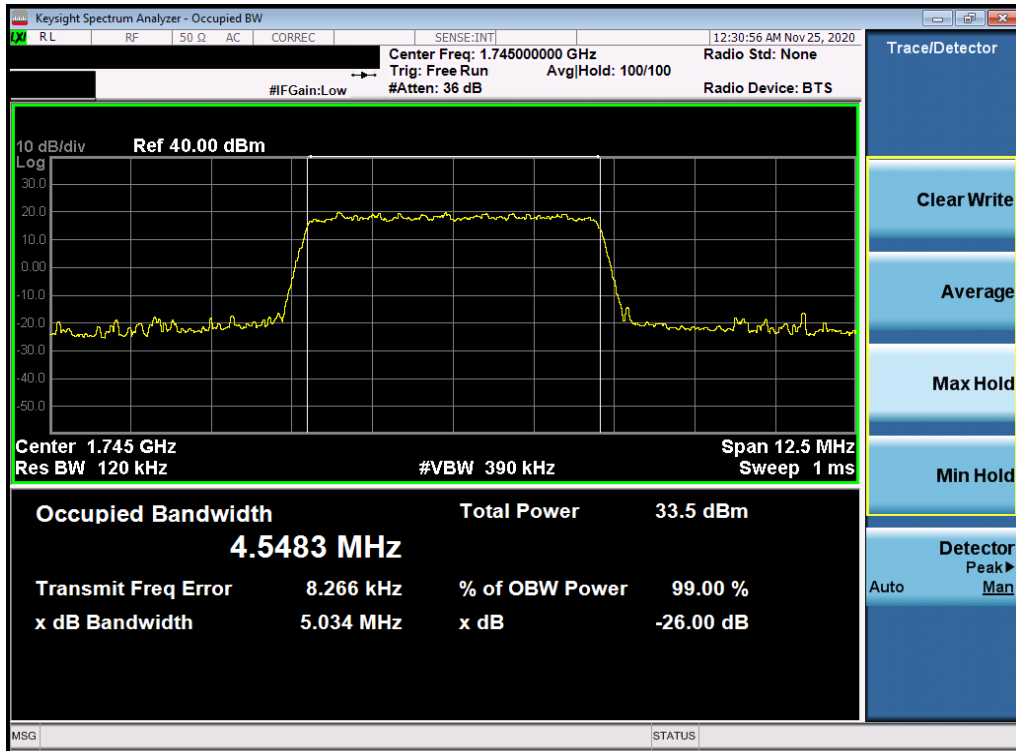 Keysight Spectrum Analyzer - Occupied BW
LXI RL RF 50 Ω AC CORREC SENSE:INT 12:30:56 AM Nov 25, 2020
Center Freq: 1.745000000 GHz Radio Std: None
Trig: Free Run Avg|Hold: 100/100
#IFGain:Low #Atten: 36 dB Radio Device: BTS
10 dB/div Ref 40.00 dBm
Log
30.0
20.0
10.0
0.00
-10.0
-20.0
-30.0
-40.0
-50.0
Center 1.745 GHz Span 12.5 MHz
Res BW 120 kHz #VBW 390 kHz Sweep 1 ms
Occupied Bandwidth Total Power 33.5 dBm
4.5483 MHz
Transmit Freq Error 8.266 kHz % of OBW Power 99.00 %
x dB Bandwidth 5.034 MHz x dB -26.00 dB
MSG STATUS
Trace/Detector
Clear Write
Average
Max Hold
Min Hold
Detector
Peak▶
Auto Man